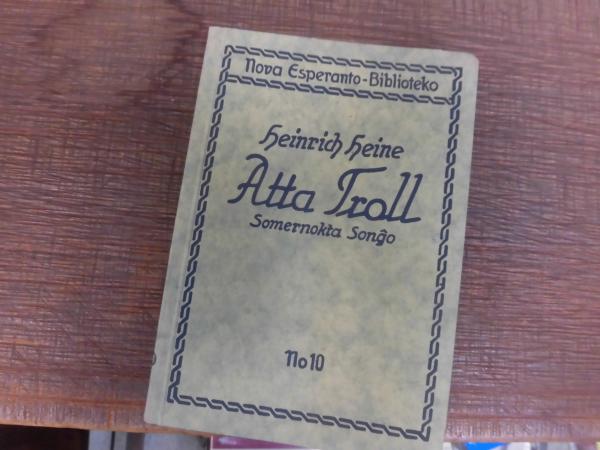 Nova Esperanto-Biblioteko
Heinrich Heine
Atta Troll
Somernokta Sonĝo
No 10